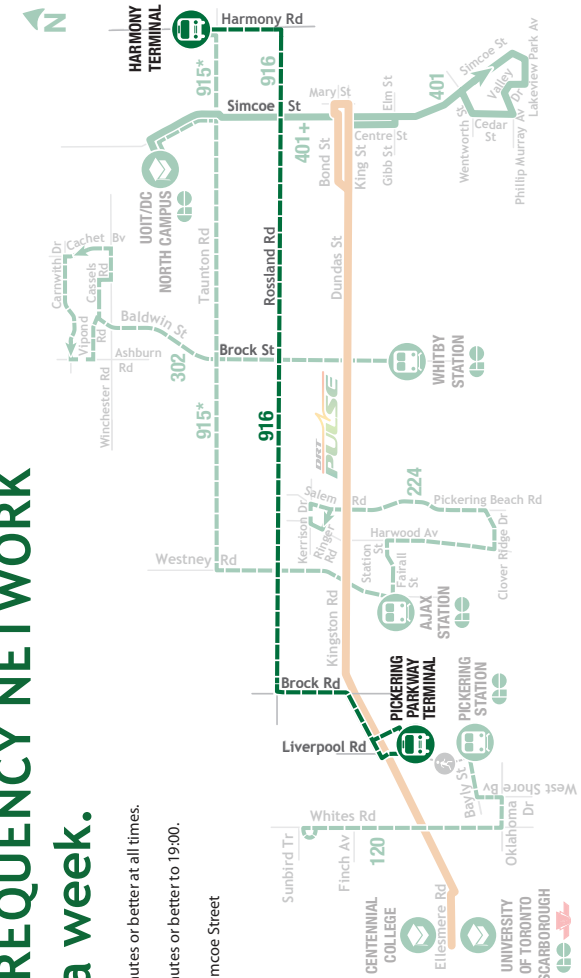 REQUENCY NETWORK
a week.
utes or better at all times.
utes or better to 19:00.
mcoe Street
N
HARMONY
TERMINAL
Harmony Rd
915*
916
Simcoe St
401+
401
Mary St
Bond St
King St
Centre St
Gibb St
Elm St
Simcoe St
Valley
Dr
Lakeview Park Av
Wentworth St
Cedar
St
Phillip Murray Av
UOIT/DC
NORTH CAMPUS
GO
Taunton Rd
Rossland Rd
Dundas St
Carnwith Dr
Cachet Bv
Cassels
Rd
Vipond
Rd
Baldwin St
Ashburn
Rd
Winchester Rd
302
Brock St
WHITBY
STATION
GO
915*
916
DRT
PULSE
Salem Rd
Kerrison Dr
Ringer
Rd
224
Pickering Beach Rd
Harwood Av
Station
St
Fairall
St
Clover Ridge Dr
Westney Rd
AJAX
STATION
GO
Kingston Rd
Brock Rd
Liverpool Rd
PICKERING
PARKWAY
TERMINAL
PICKERING
STATION
GO
Bayly St
West Shore Bv
Oklahoma
Dr
Whites Rd
Sunbird Tr
Finch Av
120
Ellesmere Rd
CENTENNIAL
COLLEGE
UNIVERSITY
OF TORONTO
SCARBOROUGH
GO